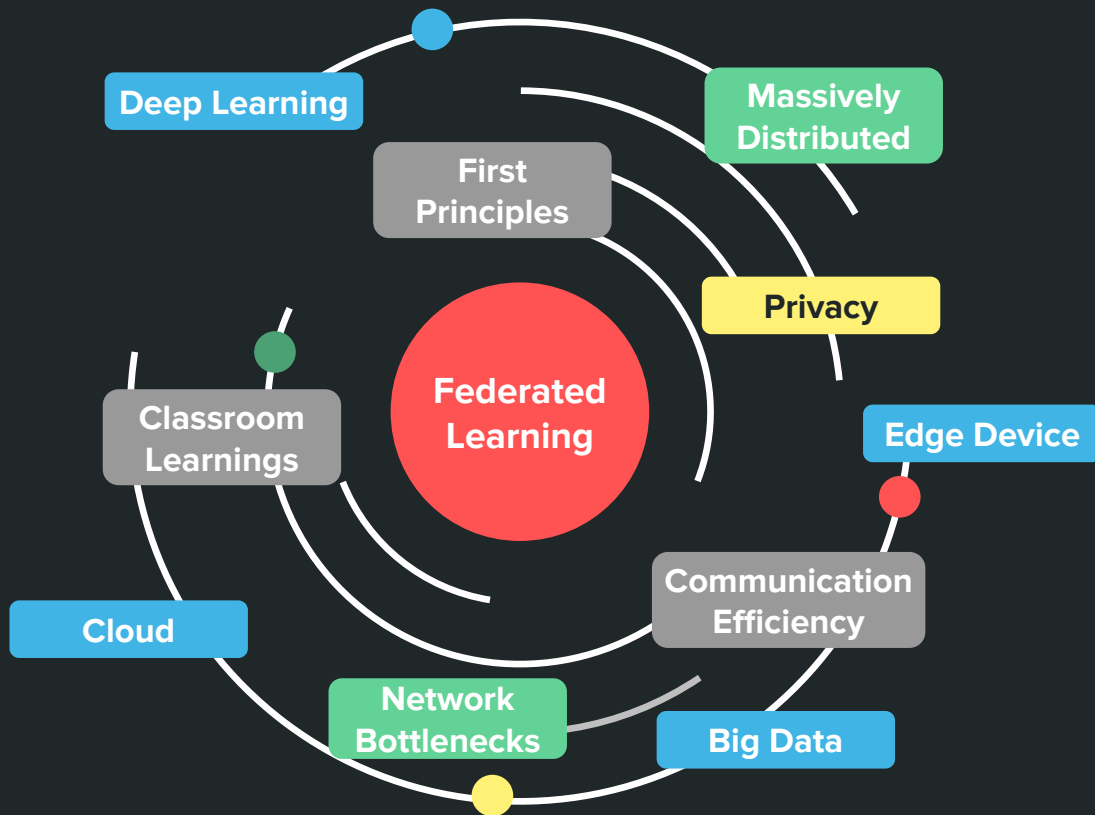 Deep Learning
Massively
Distributed
First
Principles
Privacy
Federated
Learning
Classroom
Learnings
Edge Device
Communication
Efficiency
Cloud
Network
Bottlenecks
Big Data